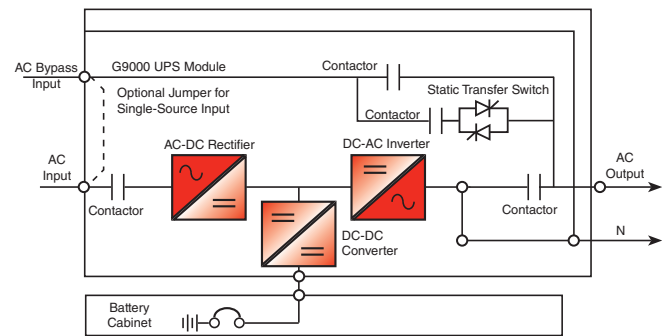 AC Bypass
Input
G9000 UPS Module
Contactor
Optional Jumper for
Single-Source Input
Static Transfer Switch
Contactor
AC
Input
AC-DC Rectifier
DC-AC Inverter
AC
Output
Contactor
Contactor
DC-DC
Converter
N
Battery
Cabinet